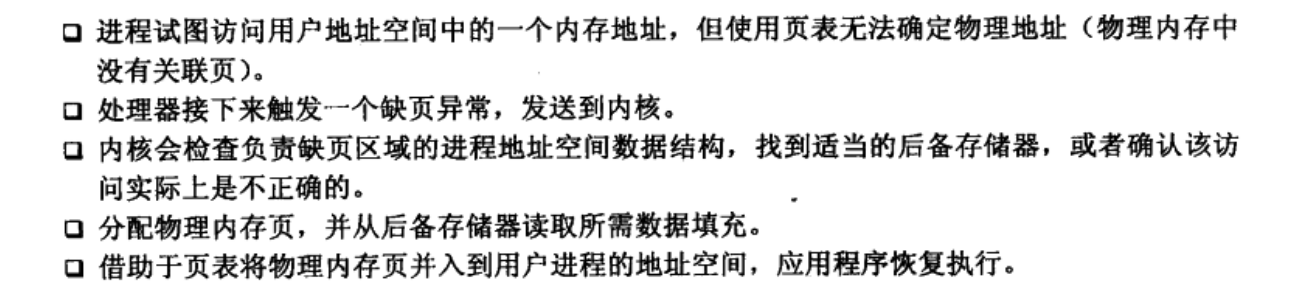 ❏ 进程试图访问用户地址空间中的一个内存地址，但使用页表无法确定物理地址（物理内存中
没有关联页）。
❏ 处理器接下来触发一个缺页异常，发送到内核。
❏ 内核会检查负责缺页区域的进程地址空间数据结构，找到适当的后备存储器，或者确认该访
问实际上是不正确的。
❏ 分配物理内存页，并从后备存储器读取所需数据填充。
❏ 借助于页表将物理内存页并入到用户进程的地址空间，应用程序恢复执行。